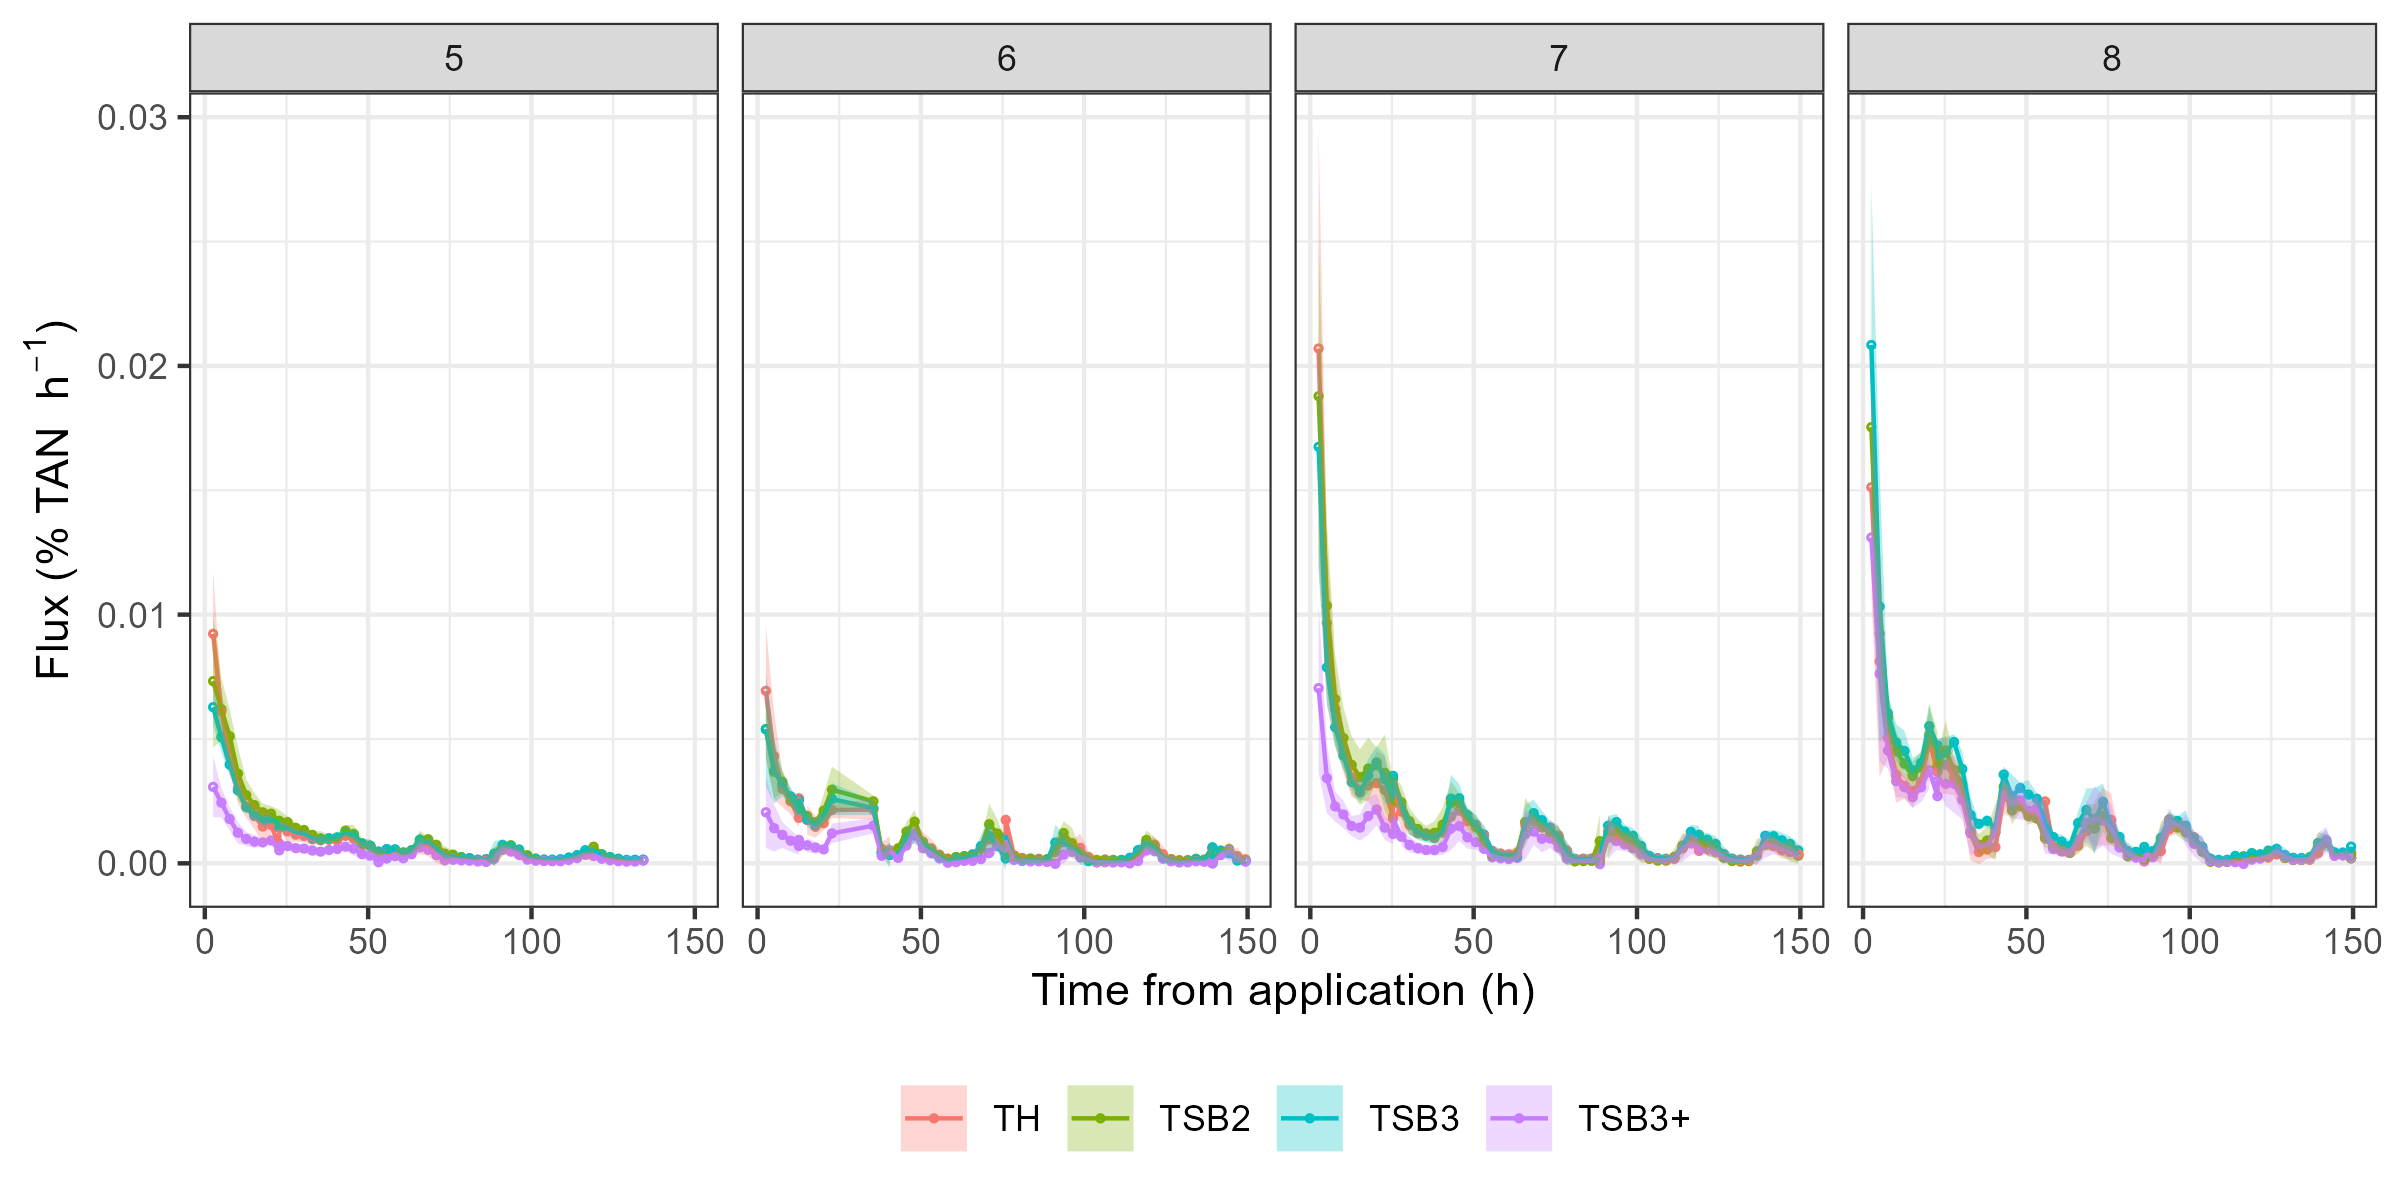 5 6 7 8
0.03
0.02
0.01
0.00
Flux (% TAN h⁻¹)
0 50 100 150 0 50 100 150 0 50 100 150 0 50 100 150
Time from application (h)
TH TSB2 TSB3 TSB3+